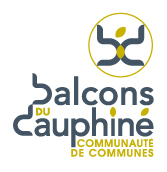 balcons
DU
dauphiné
COMMUNAUTÉ
DE COMMUNES